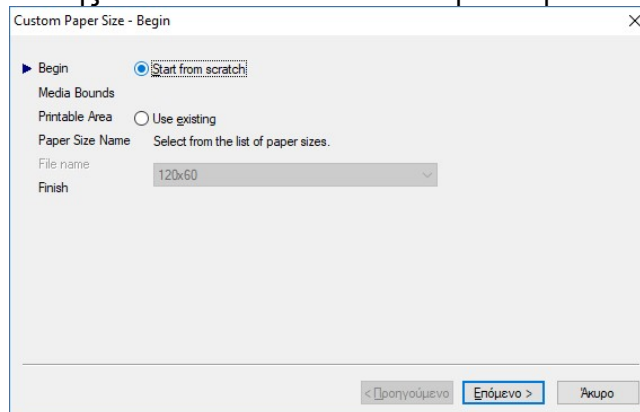 Custom Paper Size - Begin
Begin
Start from scratch
Media Bounds
Printable Area
Use existing
Paper Size Name
Select from the list of paper sizes.
File name
120x60
Finish
< Προηγούμενο
Επόμενο >
Άκυρο